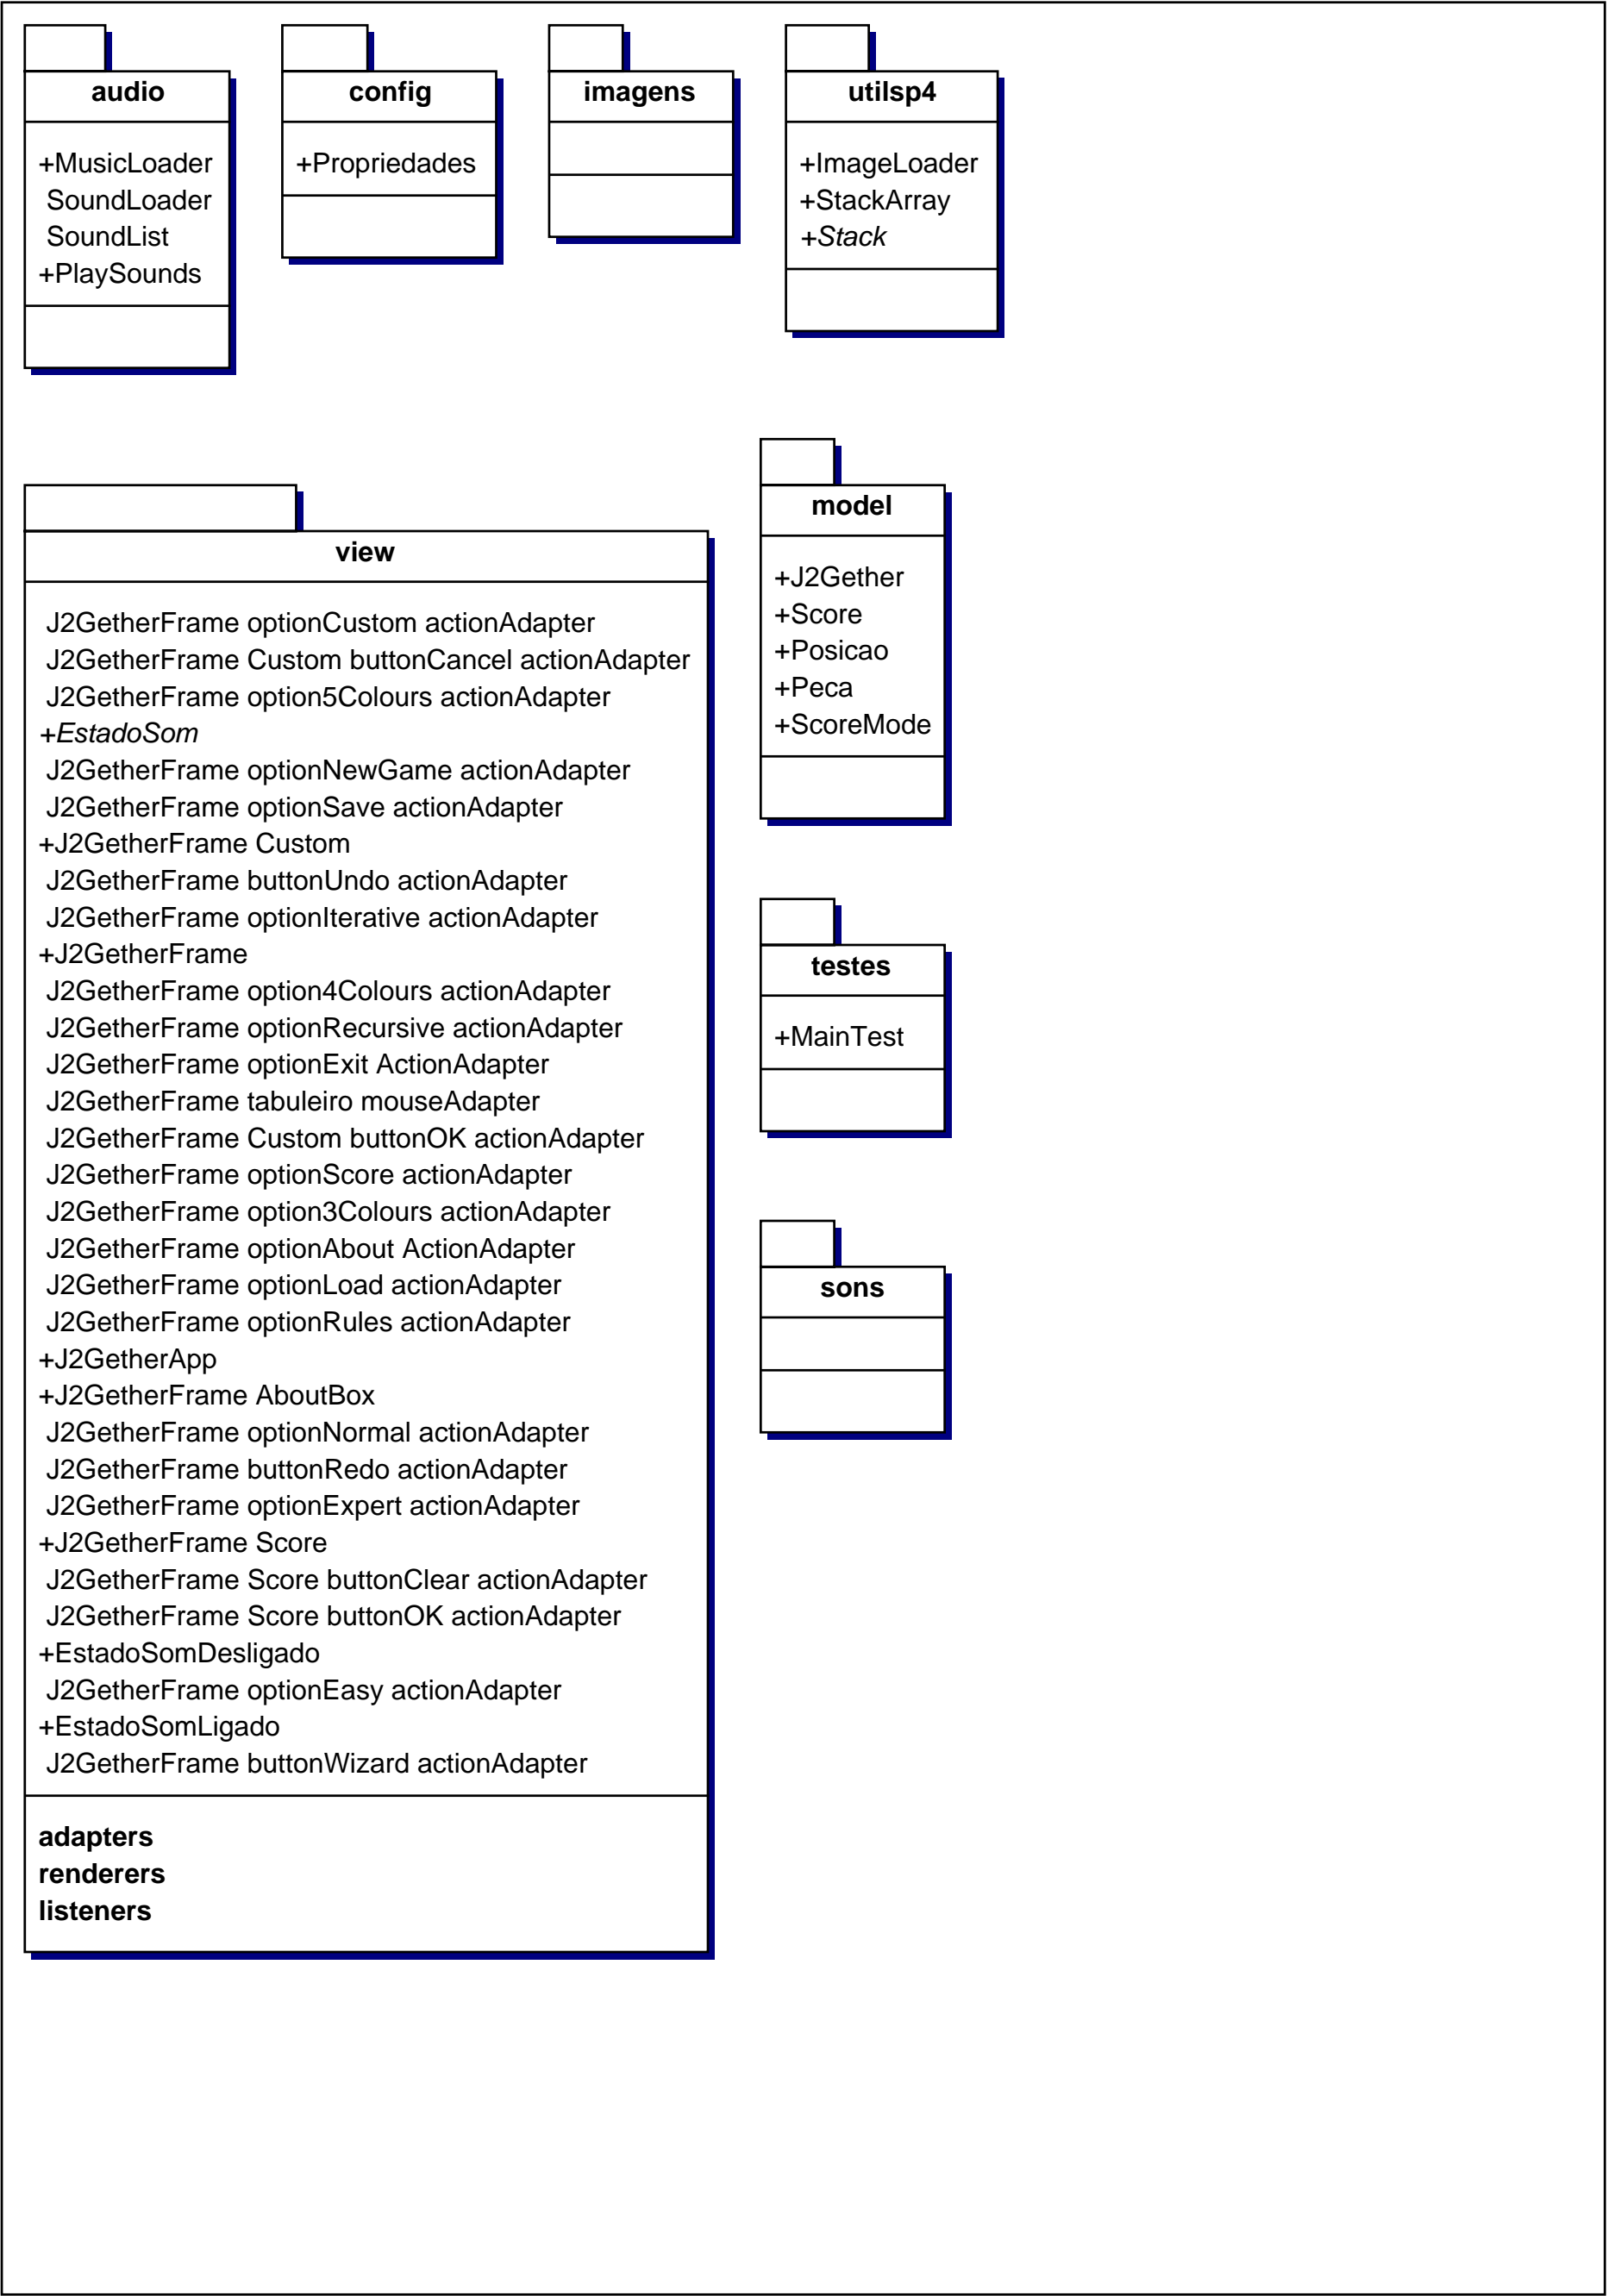 audio
+MusicLoader
SoundLoader
SoundList
+PlaySounds
config
+Propriedades
imagens
utilsp4
+ImageLoader
+StackArray
+Stack
view
J2GetherFrame optionCustom actionAdapter
J2GetherFrame Custom buttonCancel actionAdapter
J2GetherFrame option5Colours actionAdapter
+EstadoSom
J2GetherFrame optionNewGame actionAdapter
J2GetherFrame optionSave actionAdapter
+J2GetherFrame Custom
J2GetherFrame buttonUndo actionAdapter
J2GetherFrame optionIterative actionAdapter
+J2GetherFrame
J2GetherFrame option4Colours actionAdapter
J2GetherFrame optionRecursive actionAdapter
J2GetherFrame optionExit ActionAdapter
J2GetherFrame tabuleiro mouseAdapter
J2GetherFrame Custom buttonOK actionAdapter
J2GetherFrame optionScore actionAdapter
J2GetherFrame option3Colours actionAdapter
J2GetherFrame optionAbout ActionAdapter
J2GetherFrame optionLoad actionAdapter
J2GetherFrame optionRules actionAdapter
+J2GetherApp
+J2GetherFrame AboutBox
J2GetherFrame optionNormal actionAdapter
J2GetherFrame buttonRedo actionAdapter
J2GetherFrame optionExpert actionAdapter
+J2GetherFrame Score
J2GetherFrame Score buttonClear actionAdapter
J2GetherFrame Score buttonOK actionAdapter
+EstadoSomDesligado
J2GetherFrame optionEasy actionAdapter
+EstadoSomLigado
J2GetherFrame buttonWizard actionAdapter
adapters
renderers
listeners
model
+J2Gether
+Score
+Posicao
+Peca
+ScoreMode
testes
+MainTest
sons